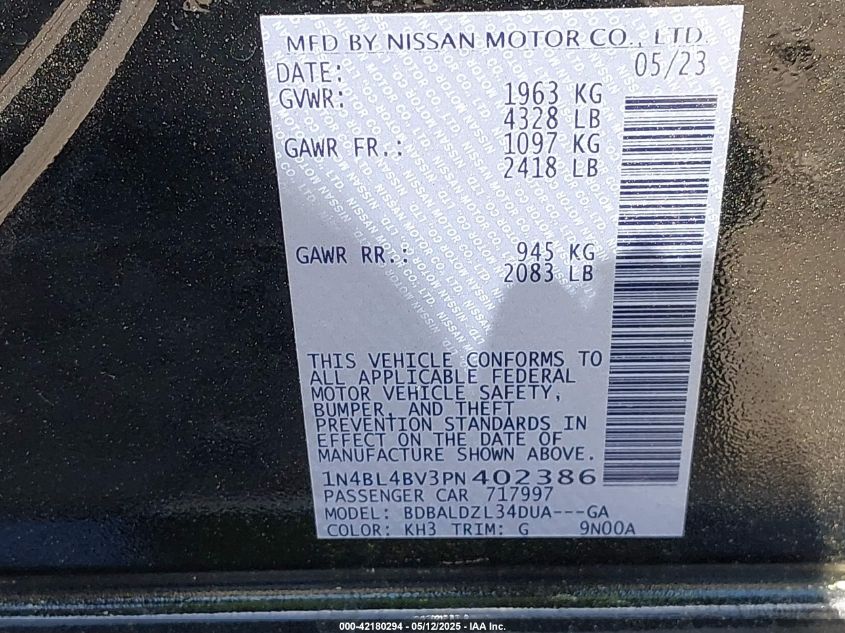 MFD BY NISSAN MOTOR CO., LTD.
DATE: 05/23
GVWR: 1963 KG
4328 LB
GAWR FR.: 1097 KG
2418 LB
GAWR RR.: 945 KG
2083 LB
THIS VEHICLE CONFORMS TO
ALL APPLICABLE FEDERAL
MOTOR VEHICLE SAFETY,
BUMPER, AND THEFT
PREVENTION STANDARDS IN
EFFECT ON THE DATE OF
MANUFACTURE SHOWN ABOVE.
1N4BL4BV3PN402386
PASSENGER CAR 717997
MODEL: BDBALDZL34DUA---GA
COLOR: KH3 TRIM: G 9N00A
000-42180294 - 05/12/2025 - IAA Inc.